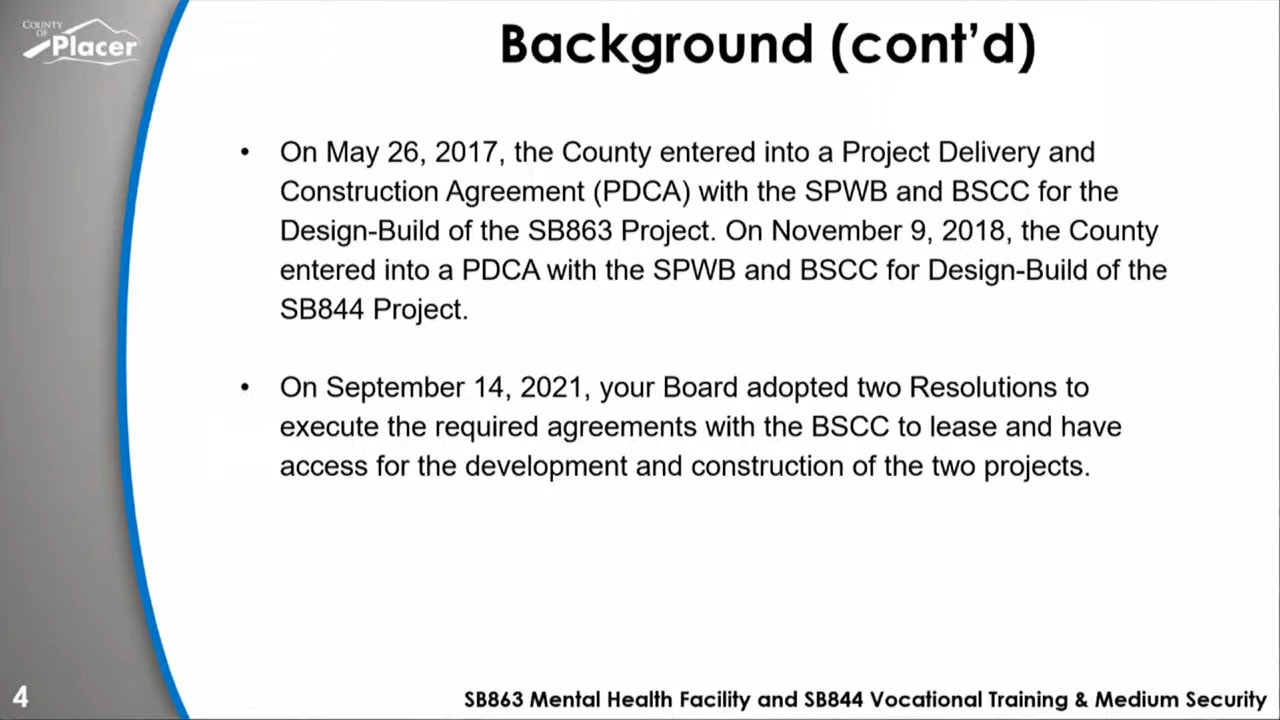 COUNTY
OF
Placer
Background (cont’d)
• On May 26, 2017, the County entered into a Project Delivery and
Construction Agreement (PDCA) with the SPWB and BSCC for the
Design-Build of the SB863 Project. On November 9, 2018, the County
entered into a PDCA with the SPWB and BSCC for Design-Build of the
SB844 Project.
• On September 14, 2021, your Board adopted two Resolutions to
execute the required agreements with the BSCC to lease and have
access for the development and construction of the two projects.
4
SB863 Mental Health Facility and SB844 Vocational Training & Medium Security